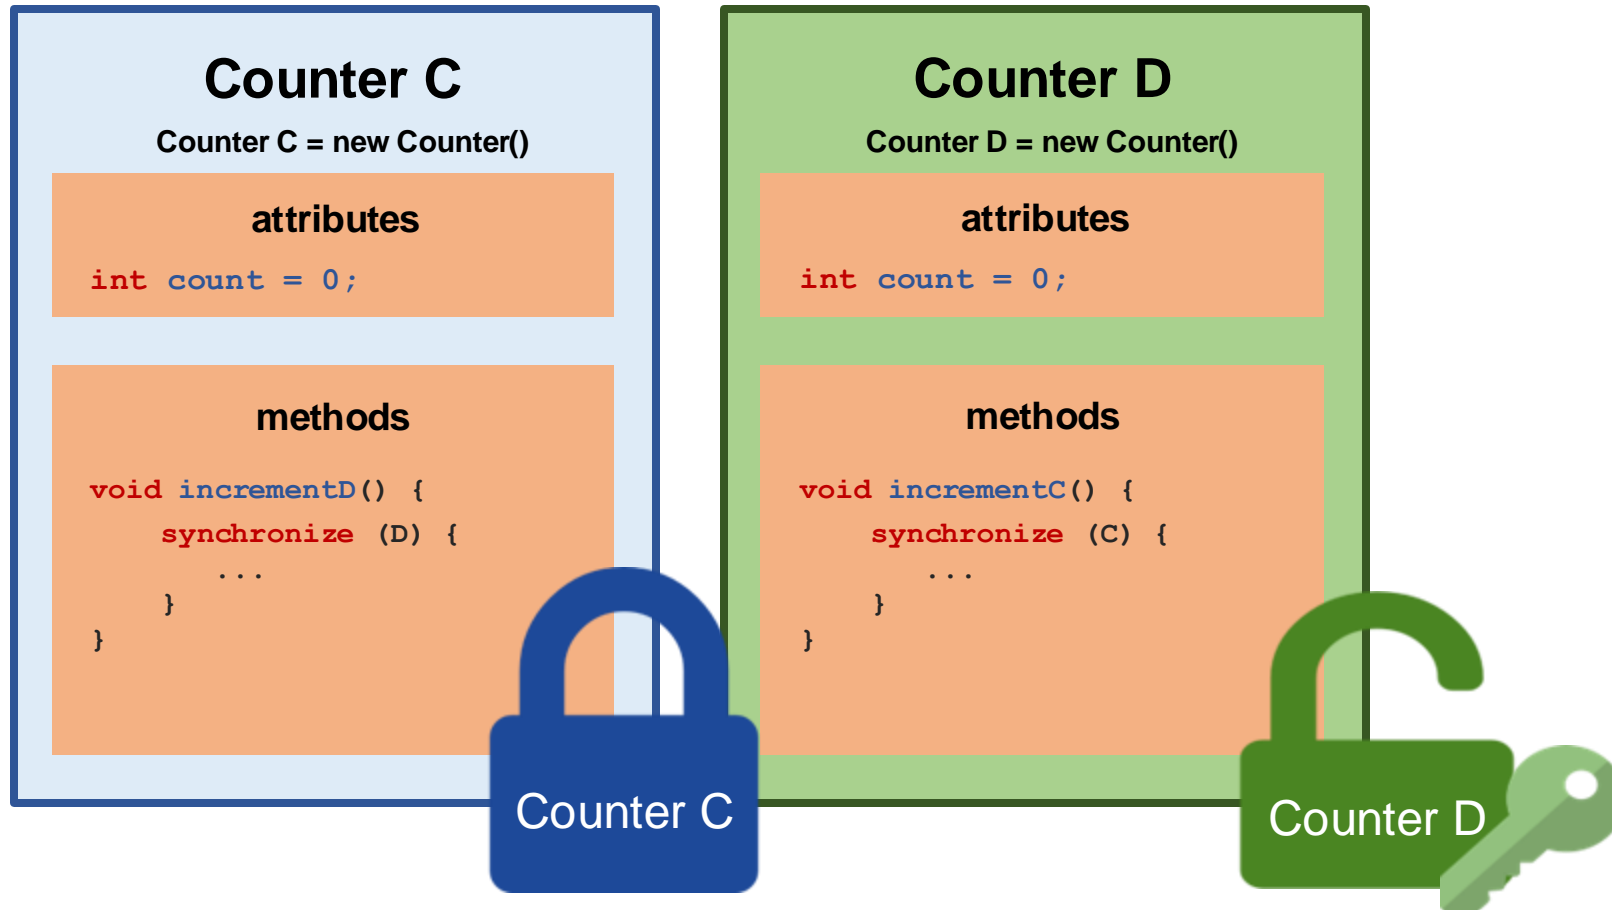 Counter C
Counter C = new Counter()
attributes
int count = 0;
methods
void incrementD() {
synchronize (D) {
...
}
}
Counter C
Counter D
Counter D = new Counter()
attributes
int count = 0;
methods
void incrementC() {
synchronize (C) {
...
}
}
Counter D